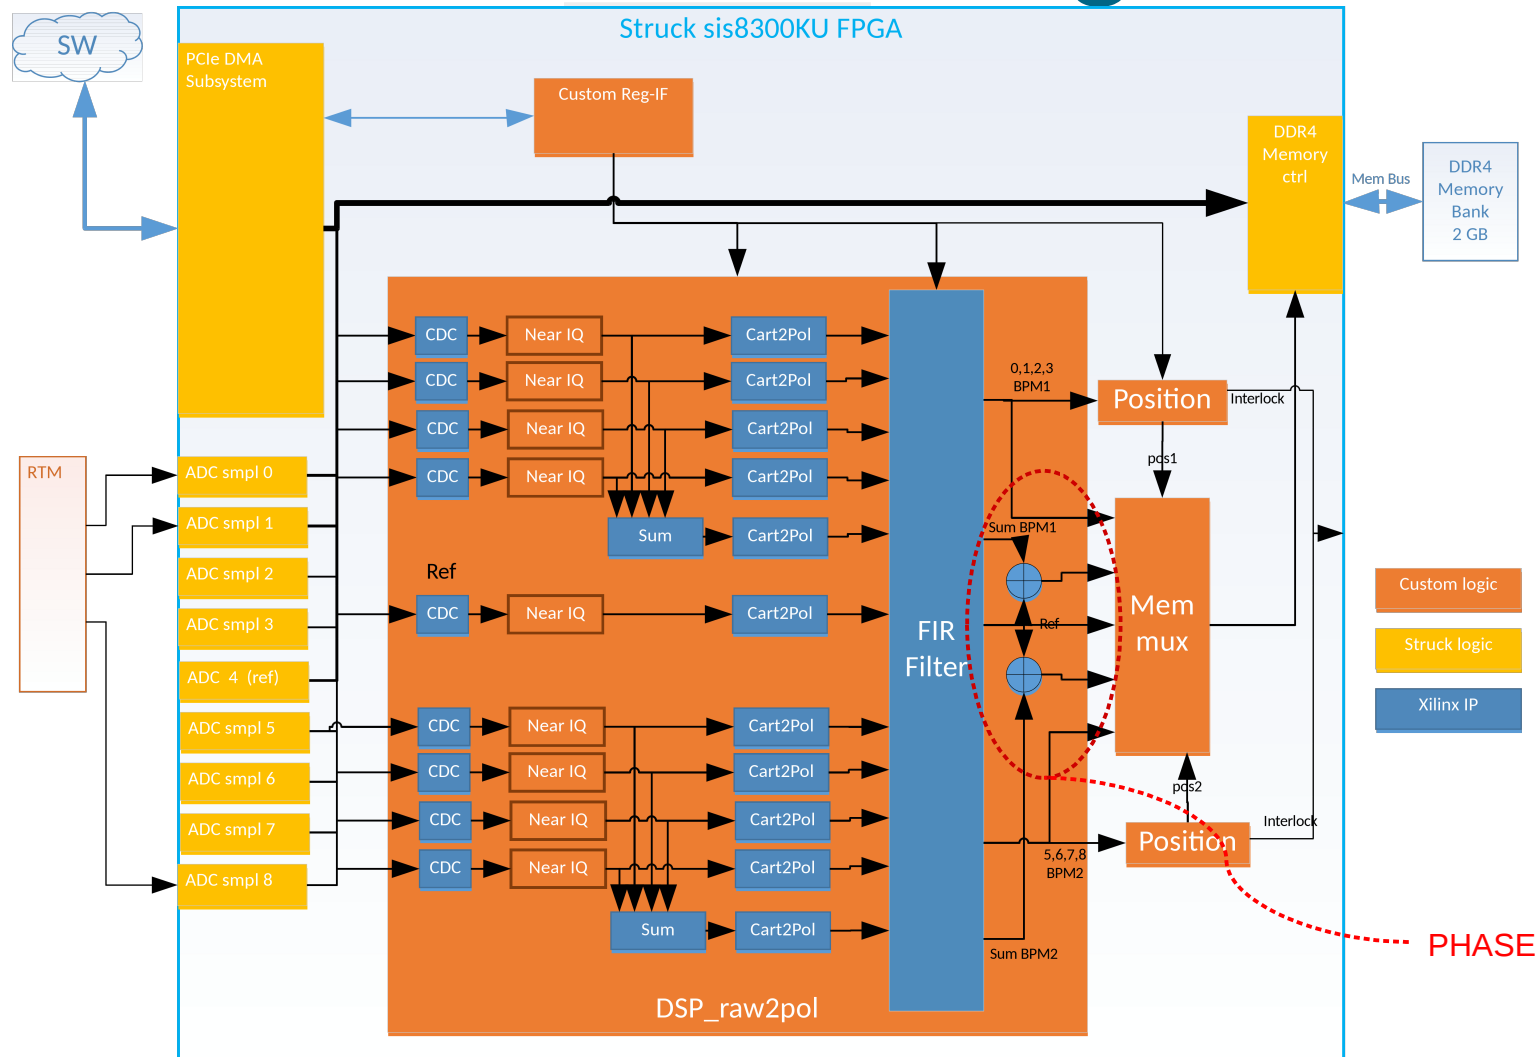 Struck sis8300KU FPGA
SW
PCIe DMA
Subsystem
Custom Reg-IF
DDR4
Memory
ctrl
Mem Bus
DDR4
Memory
Bank
2 GB
CDC
Near IQ
Cart2Pol
CDC
Near IQ
Cart2Pol
CDC
Near IQ
Cart2Pol
CDC
Near IQ
Cart2Pol
Sum
Cart2Pol
Ref
CDC
Near IQ
Cart2Pol
CDC
Near IQ
Cart2Pol
CDC
Near IQ
Cart2Pol
CDC
Near IQ
Cart2Pol
CDC
Near IQ
Cart2Pol
Sum
Cart2Pol
DSP_raw2pol
FIR
Filter
RTM
ADC smpl 0
ADC smpl 1
ADC smpl 2
ADC smpl 3
ADC 4 (ref)
ADC smpl 5
ADC smpl 6
ADC smpl 7
ADC smpl 8
0,1,2,3
BPM1
Position
Interlock
pos1
Sum BPM1
Ref
Mem
mux
pos2
Interlock
Position
5,6,7,8
BPM2
Sum BPM2
Custom logic
Struck logic
Xilinx IP
PHASE